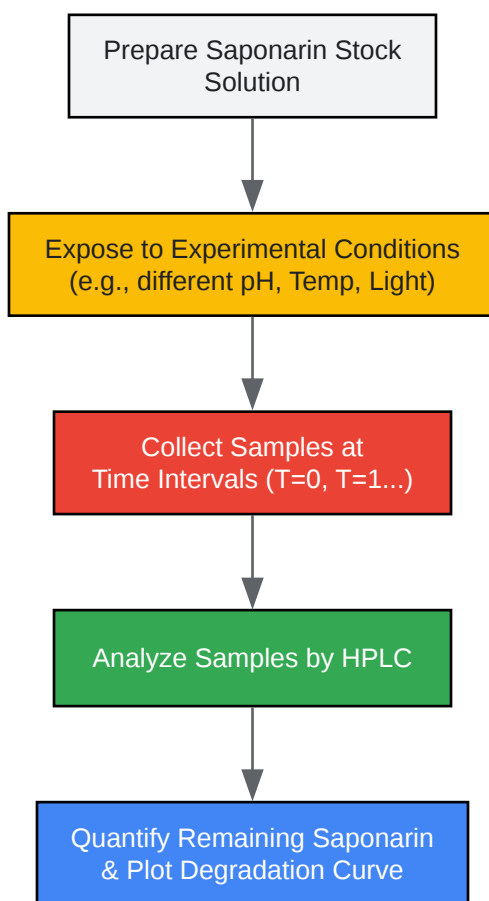 Prepare Saponarin Stock
Solution
Expose to Experimental Conditions
(e.g., different pH, Temp, Light)
Collect Samples at
Time Intervals (T=0, T=1...)
Analyze Samples by HPLC
Quantify Remaining Saponarin
& Plot Degradation Curve